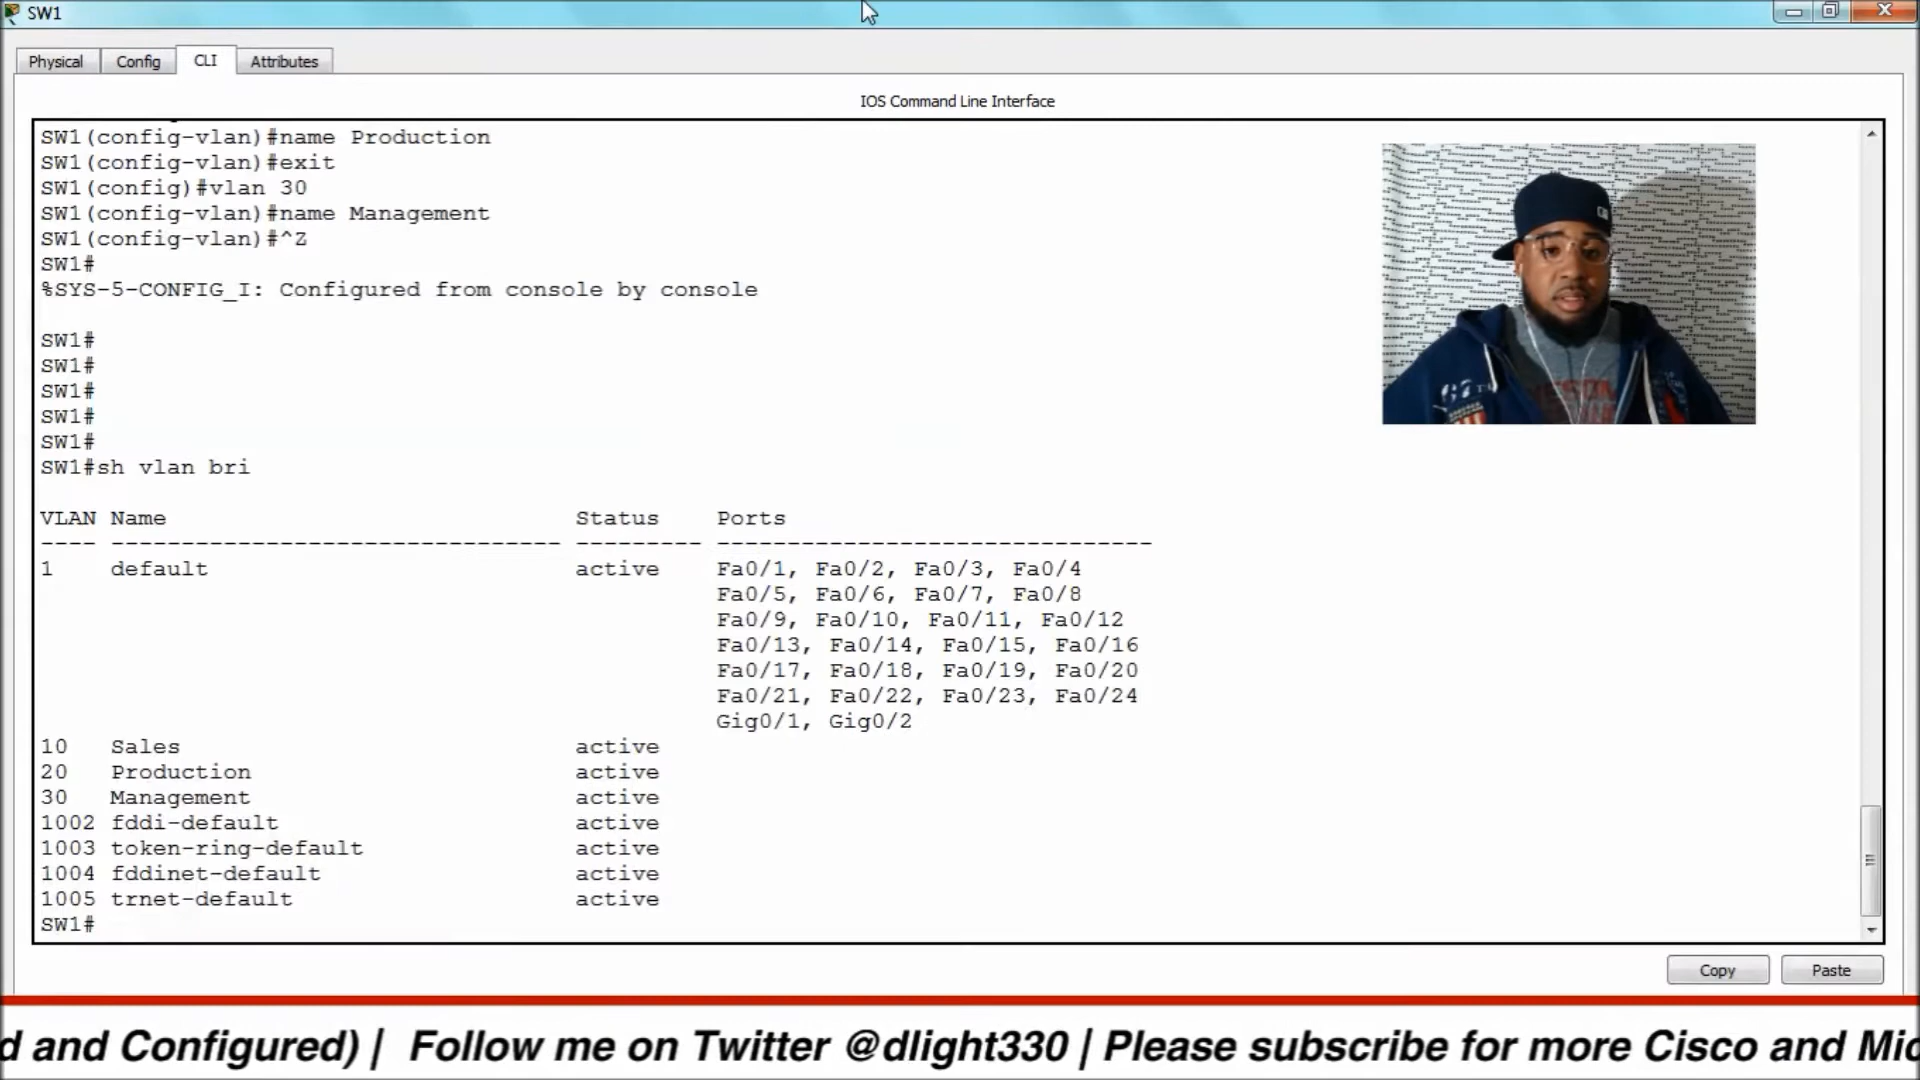 SW1
Physical Config CLI Attributes
IOS Command Line Interface
SW1(config-vlan)#name Production
SW1(config-vlan)#exit
SW1(config)#vlan 30
SW1(config-vlan)#name Management
SW1(config-vlan)#^Z
SW1#
%SYS-5-CONFIG_I: Configured from console by console
SW1#
SW1#
SW1#
SW1#
SW1#
SW1#sh vlan bri
VLAN Name Status Ports
---- -------------------------------- --------- -------------------------------
1 default active Fa0/1, Fa0/2, Fa0/3, Fa0/4
Fa0/5, Fa0/6, Fa0/7, Fa0/8
Fa0/9, Fa0/10, Fa0/11, Fa0/12
Fa0/13, Fa0/14, Fa0/15, Fa0/16
Fa0/17, Fa0/18, Fa0/19, Fa0/20
Fa0/21, Fa0/22, Fa0/23, Fa0/24
Gig0/1, Gig0/2
10 Sales active
20 Production active
30 Management active
1002 fddi-default active
1003 token-ring-default active
1004 fddinet-default active
1005 trnet-default active
SW1#
Copy Paste
d and Configured) | Follow me on Twitter @dlight330 | Please subscribe for more Cisco and Mic